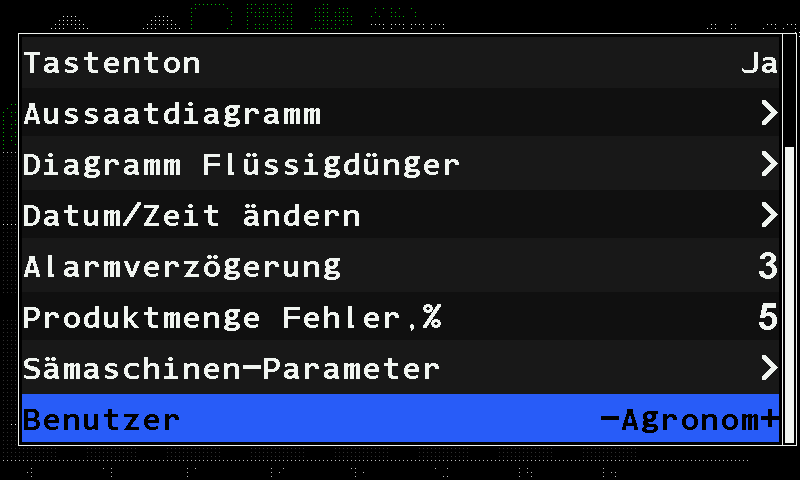 Tastenton Ja
Aussaatdiagramm >
Diagramm Flüssigdünger >
Datum/Zeit ändern >
Alarmverzögerung 3
Produktmenge Fehler,% 5
Sämaschinen-Parameter >
Benutzer -Agronom+